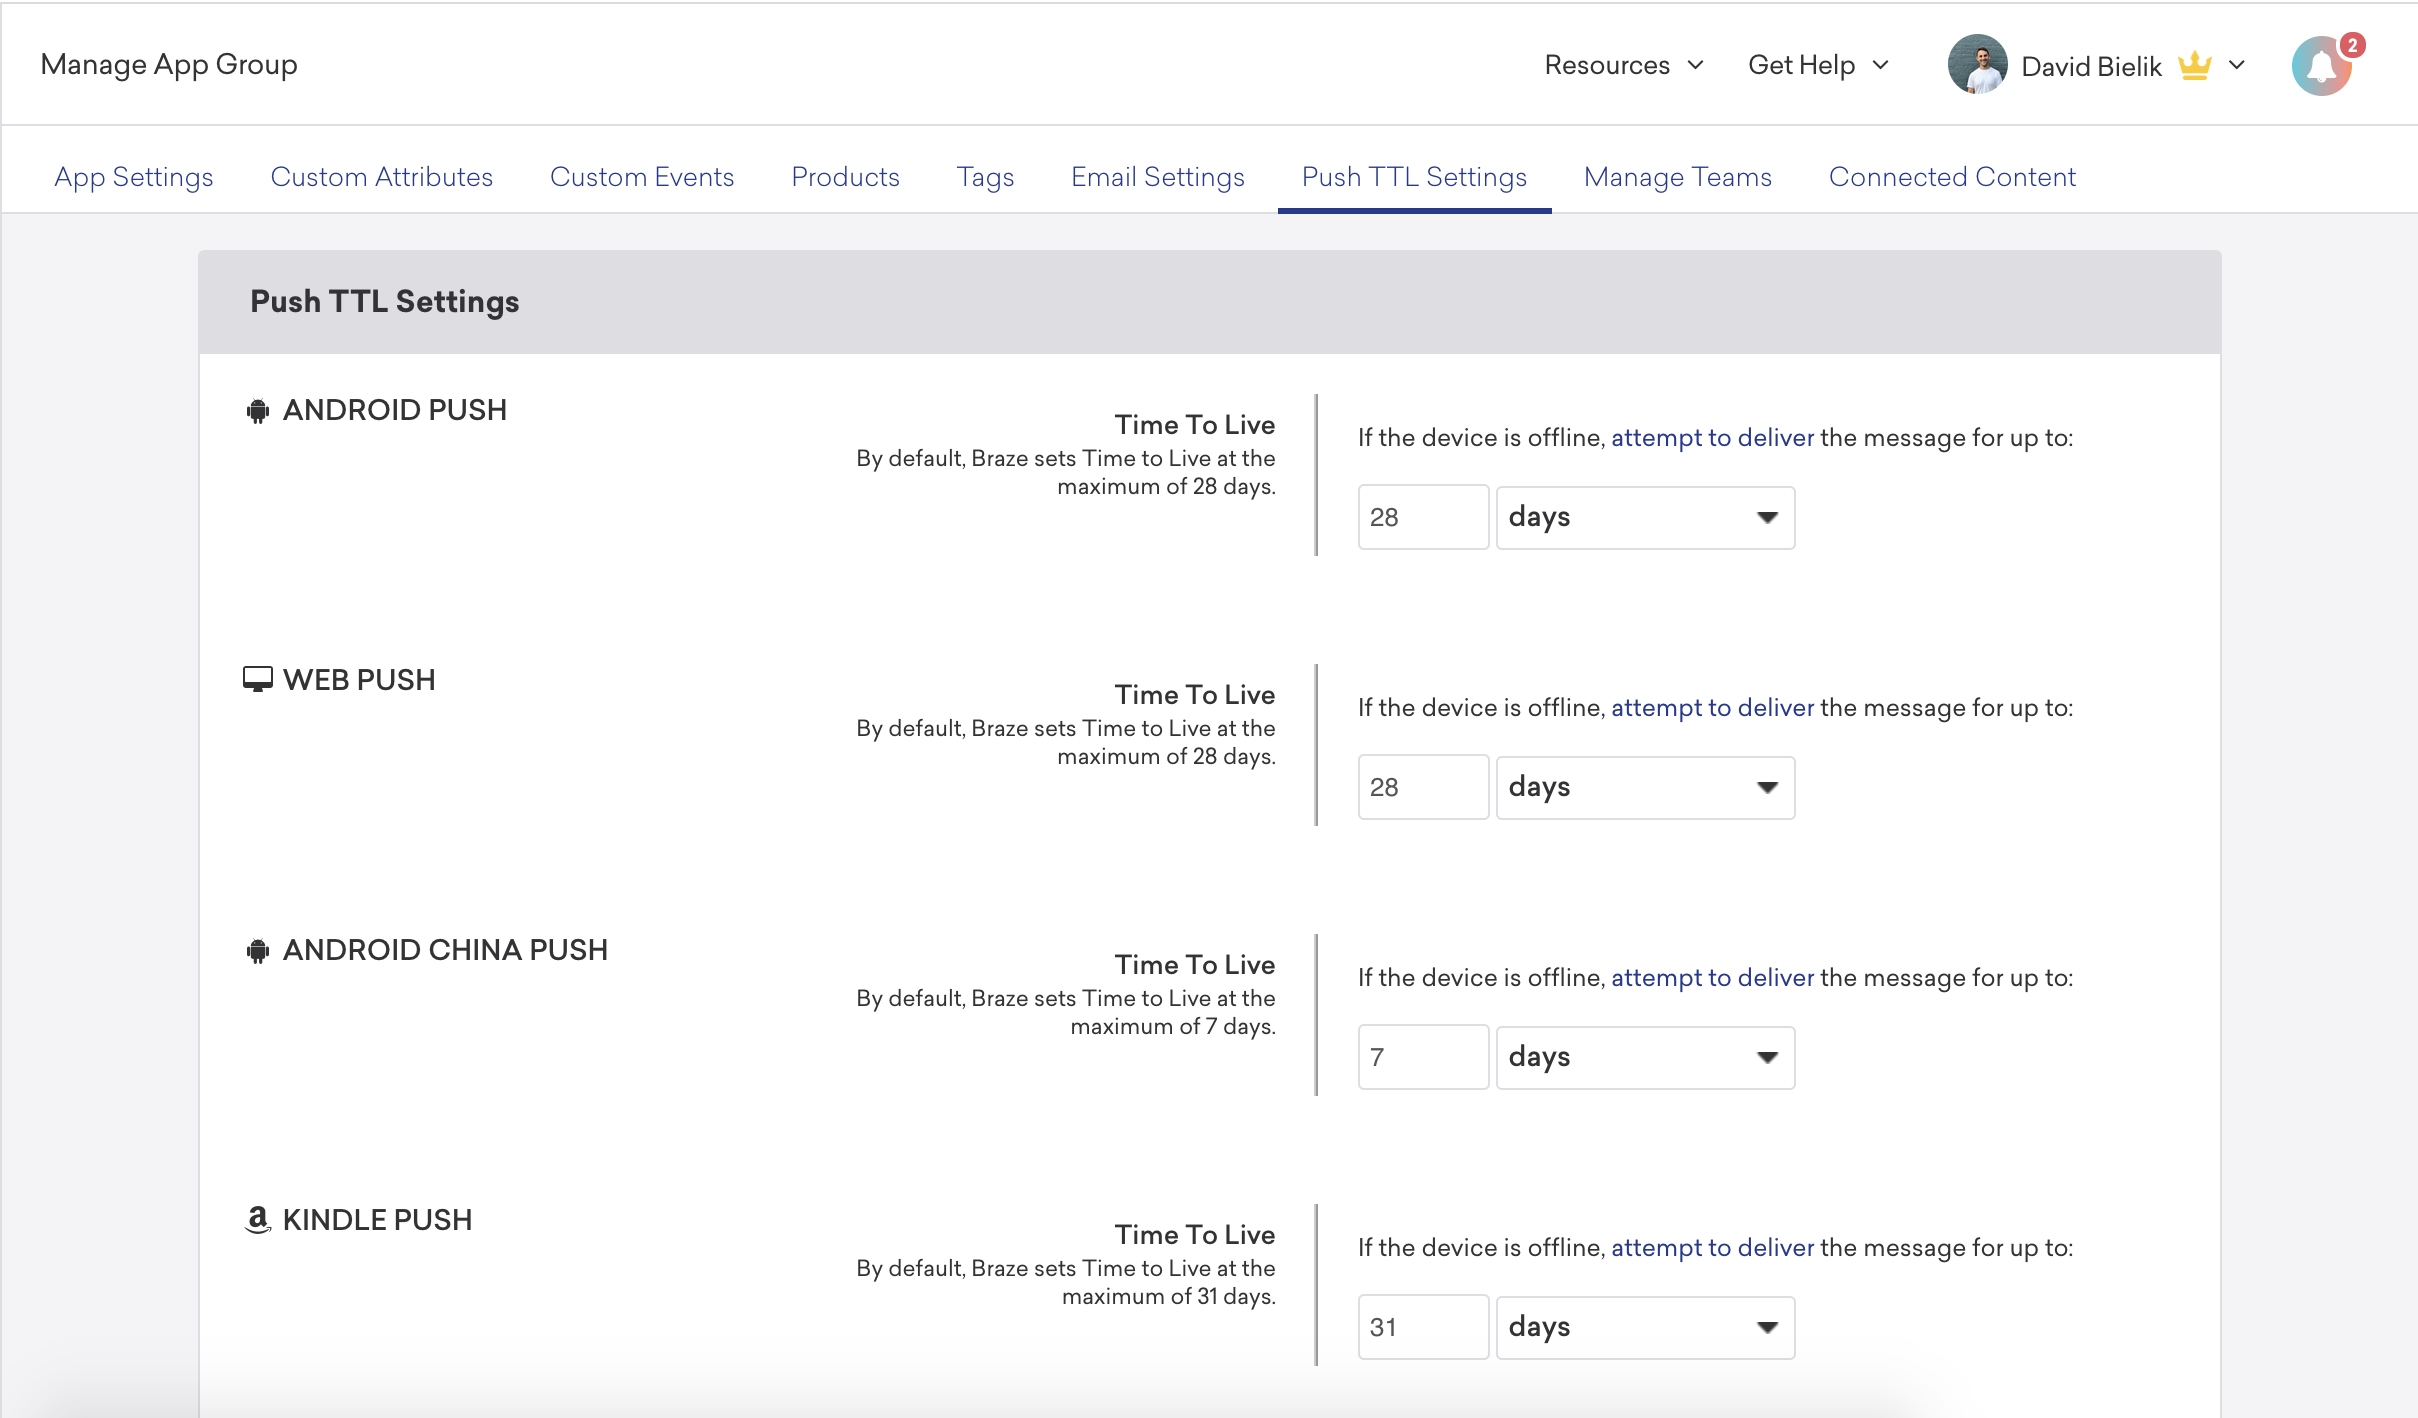 Manage App Group
Resources
Get Help
David Bielik
2
App Settings
Custom Attributes
Custom Events
Products
Tags
Email Settings
Push TTL Settings
Manage Teams
Connected Content
Push TTL Settings
ANDROID PUSH
Time To Live
By default, Braze sets Time to Live at the
maximum of 28 days.
If the device is offline, attempt to deliver the message for up to:
28
days
WEB PUSH
Time To Live
By default, Braze sets Time to Live at the
maximum of 28 days.
If the device is offline, attempt to deliver the message for up to:
28
days
ANDROID CHINA PUSH
Time To Live
By default, Braze sets Time to Live at the
maximum of 7 days.
If the device is offline, attempt to deliver the message for up to:
7
days
KINDLE PUSH
Time To Live
By default, Braze sets Time to Live at the
maximum of 31 days.
If the device is offline, attempt to deliver the message for up to:
31
days